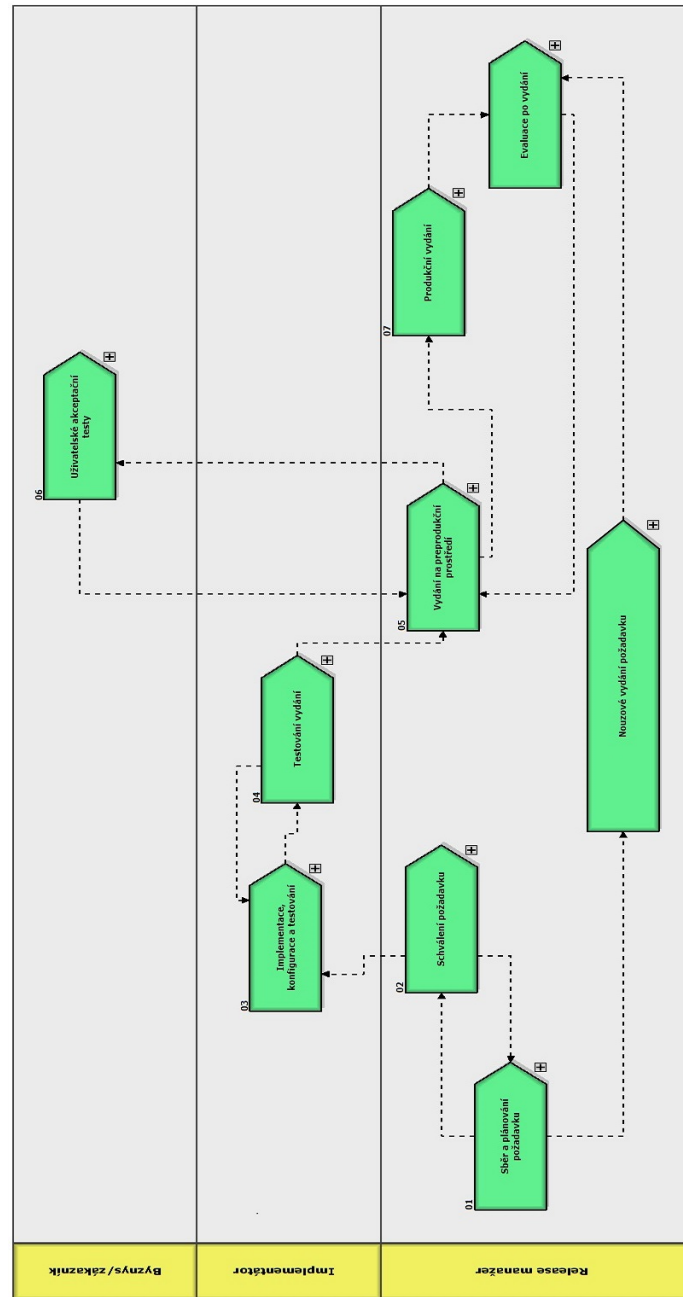 Byznys/zákazník
06
Uživatelské akceptační
testy
Implementátor
03
Implementace,
konfigurace a testování
04
Testování vydání
Release manažer
01
Sběr a plánování
požadavku
02
Schválení požadavku
05
Vydání na preprodukční
prostředí
07
Produkční vydání
Evaluace po vydání
Nouzové vydání požadavku